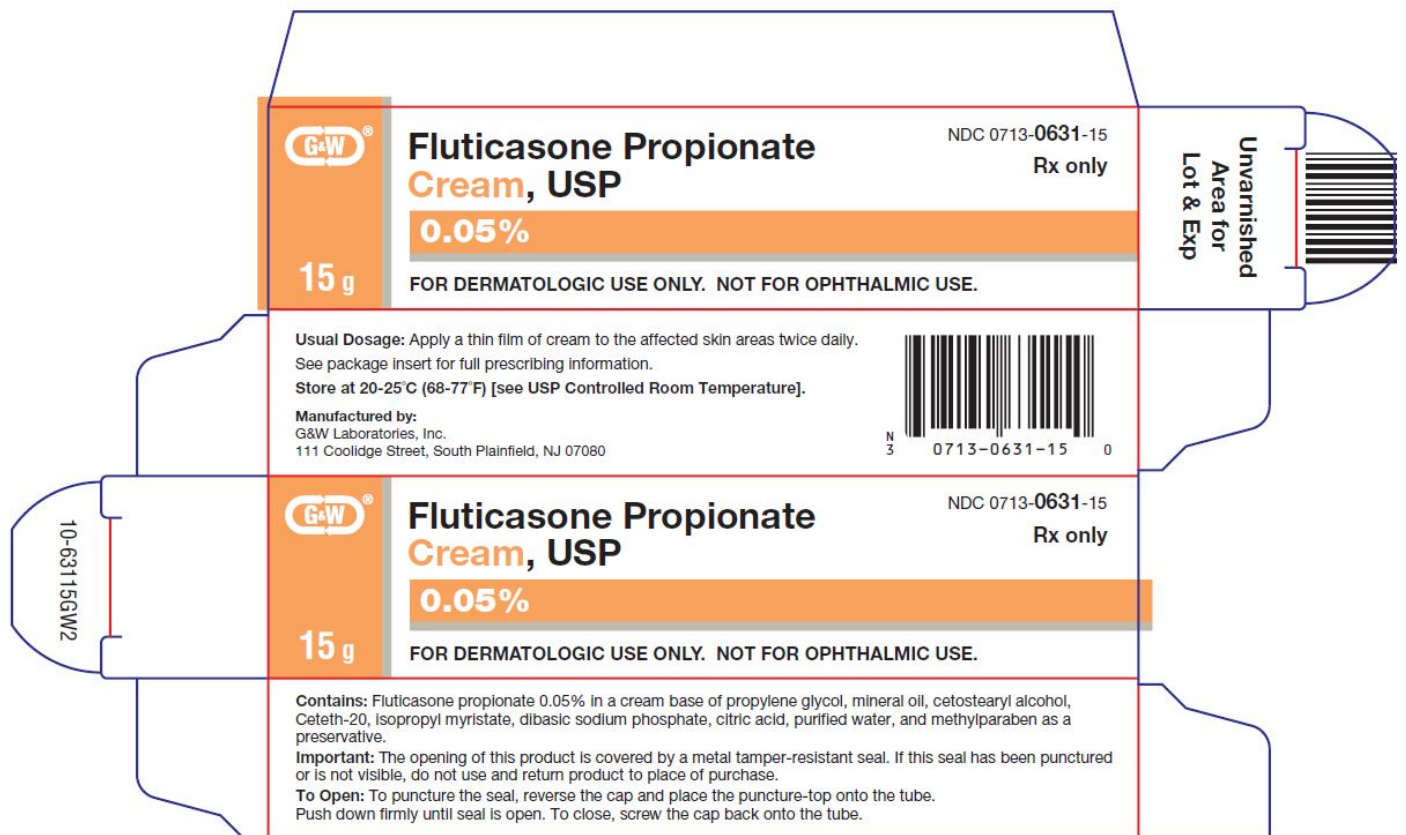 G&W®
Fluticasone Propionate
Cream, USP
0.05%
15 g
FOR DERMATOLOGIC USE ONLY. NOT FOR OPHTHALMIC USE.
NDC 0713-0631-15
Rx only
Unvarnished
Area for
Lot & Exp
Usual Dosage: Apply a thin film of cream to the affected skin areas twice daily.
See package insert for full prescribing information.
Store at 20-25°C (68-77°F) [see USP Controlled Room Temperature].
Manufactured by:
G&W Laboratories, Inc.
111 Coolidge Street, South Plainfield, NJ 07080
N
3 0713-0631-15 0
G&W®
Fluticasone Propionate
Cream, USP
0.05%
15 g
FOR DERMATOLOGIC USE ONLY. NOT FOR OPHTHALMIC USE.
NDC 0713-0631-15
Rx only
10-63115GW2
Contains: Fluticasone propionate 0.05% in a cream base of propylene glycol, mineral oil, cetostearyl alcohol,
Ceteth-20, isopropyl myristate, dibasic sodium phosphate, citric acid, purified water, and methylparaben as a
preservative.
Important: The opening of this product is covered by a metal tamper-resistant seal. If this seal has been punctured
or is not visible, do not use and return product to place of purchase.
To Open: To puncture the seal, reverse the cap and place the puncture-top onto the tube.
Push down firmly until seal is open. To close, screw the cap back onto the tube.